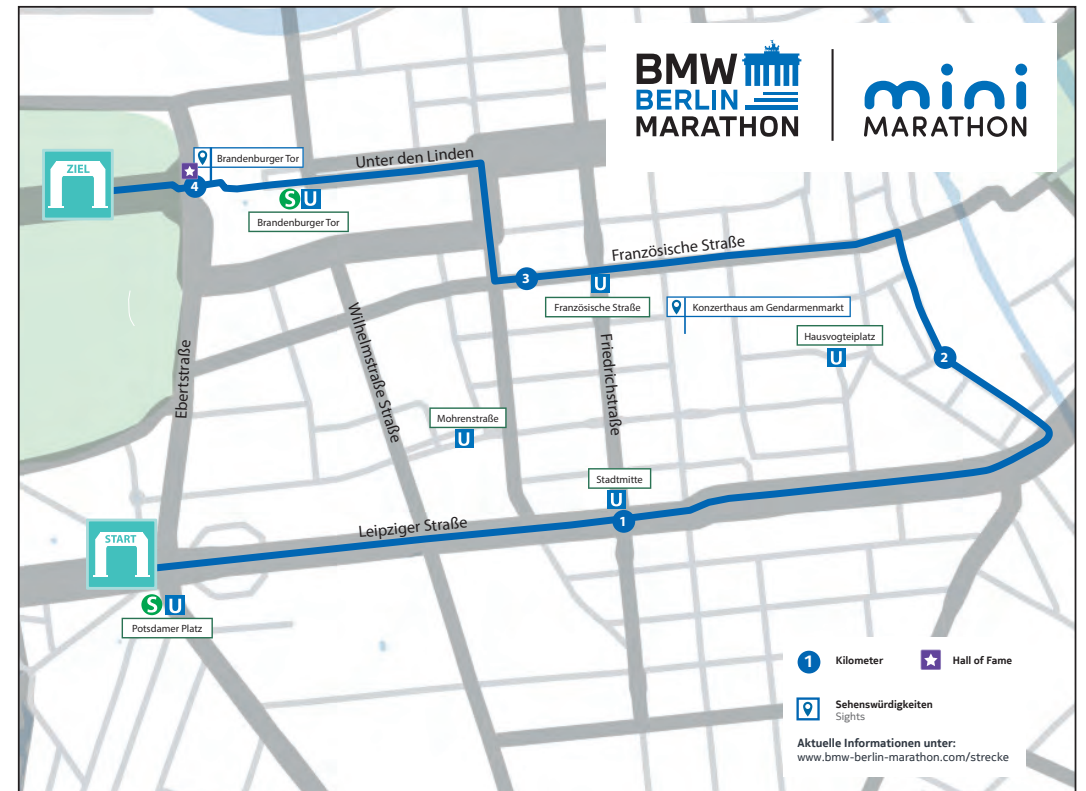 BMW
BERLIN
MARATHON
mini
MARATHON
ZIEL
Brandenburger Tor
Unter den Linden
4
S U
Brandenburger Tor
Französische Straße
3
U
Französische Straße
Konzerthaus am Gendarmenmarkt
Hausvogteiplatz
U
2
Ebertstraße
Wilhelmstraße Straße
Friedrichstraße
Mohrenstraße
U
Stadtmitte
U
1
Leipziger Straße
START
S U
Potsdamer Platz
1 Kilometer Hall of Fame
Sehenswürdigkeiten
Sights
Aktuelle Informationen unter:
www.bmw-berlin-marathon.com/strecke